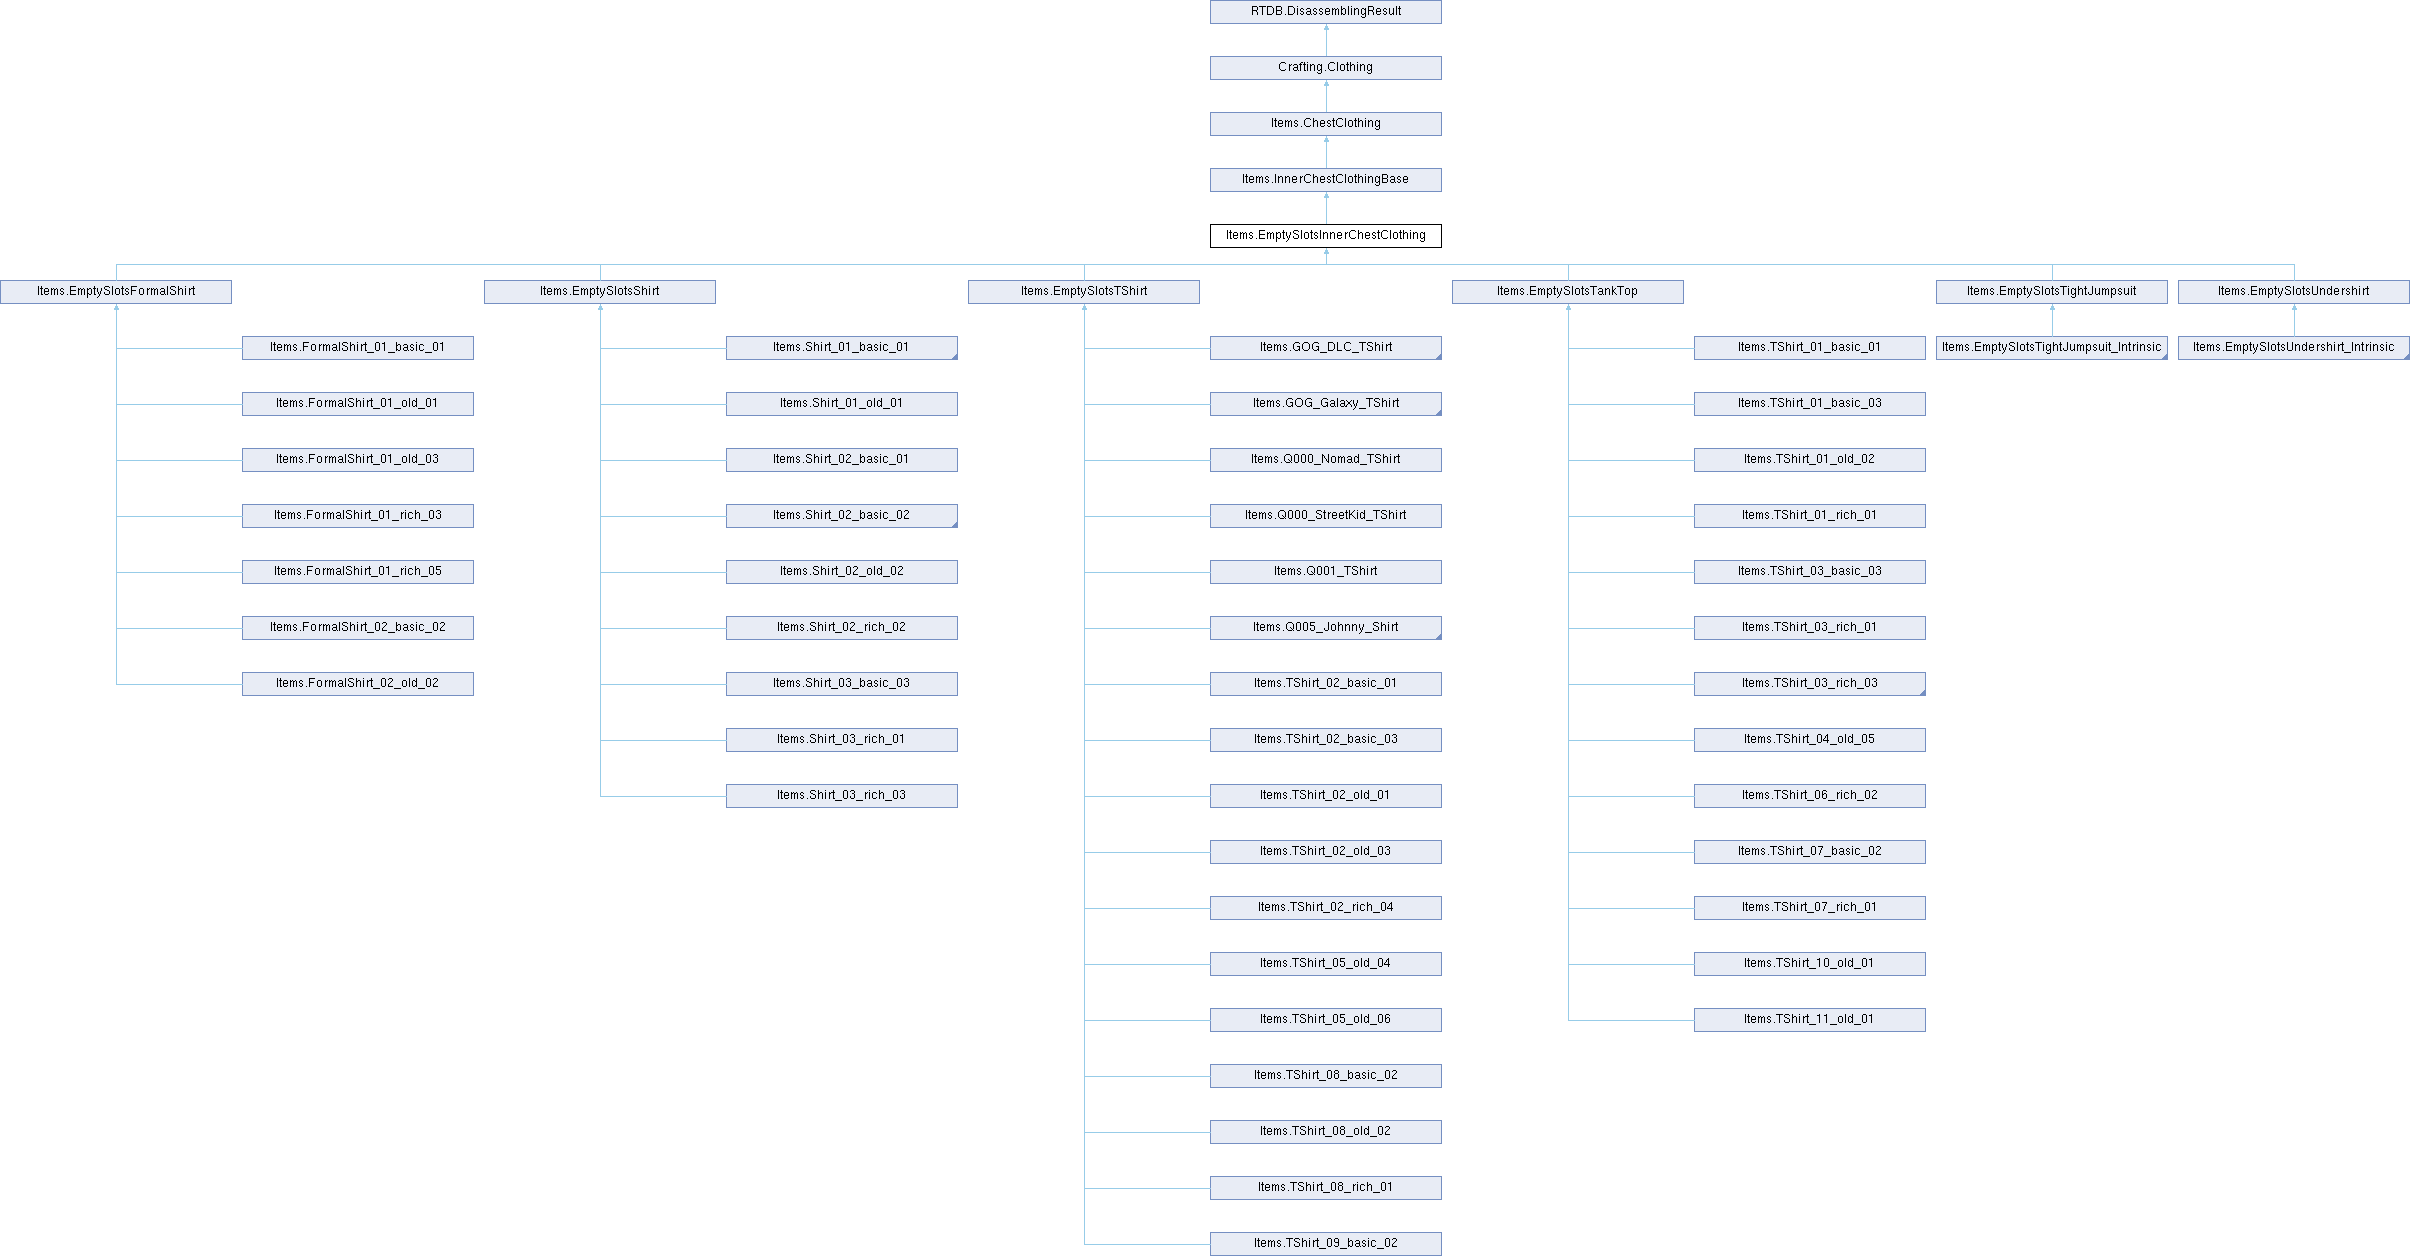 RTDB.DisassemblingResult
Crafting.Clothing
Items.ChestClothing
Items.InnerChestClothingBase
Items.EmptySlotsInnerChestClothing
Items.EmptySlotsFormalShirt
Items.EmptySlotsShirt
Items.EmptySlotsTShirt
Items.EmptySlotsTankTop
Items.EmptySlotsTightJumpsuit
Items.EmptySlotsUndershirt
Items.FormalShirt_01_basic_01
Items.FormalShirt_01_old_01
Items.FormalShirt_01_old_03
Items.FormalShirt_01_rich_03
Items.FormalShirt_01_rich_05
Items.FormalShirt_02_basic_02
Items.FormalShirt_02_old_02
Items.Shirt_01_basic_01
Items.Shirt_01_old_01
Items.Shirt_02_basic_01
Items.Shirt_02_basic_02
Items.Shirt_02_old_02
Items.Shirt_02_rich_02
Items.Shirt_03_basic_03
Items.Shirt_03_rich_01
Items.Shirt_03_rich_03
Items.GOG_DLC_TShirt
Items.GOG_Galaxy_TShirt
Items.Q000_Nomad_TShirt
Items.Q000_StreetKid_TShirt
Items.Q001_TShirt
Items.Q005_Johnny_Shirt
Items.TShirt_02_basic_01
Items.TShirt_02_basic_03
Items.TShirt_02_old_01
Items.TShirt_02_old_03
Items.TShirt_02_rich_04
Items.TShirt_05_old_04
Items.TShirt_05_old_06
Items.TShirt_08_basic_02
Items.TShirt_08_old_02
Items.TShirt_08_rich_01
Items.TShirt_09_basic_02
Items.TShirt_01_basic_01
Items.TShirt_01_basic_03
Items.TShirt_01_old_02
Items.TShirt_01_rich_01
Items.TShirt_03_basic_03
Items.TShirt_03_rich_01
Items.TShirt_03_rich_03
Items.TShirt_04_old_05
Items.TShirt_06_rich_02
Items.TShirt_07_basic_02
Items.TShirt_07_rich_01
Items.TShirt_10_old_01
Items.TShirt_11_old_01
Items.EmptySlotsTightJumpsuit_Intrinsic
Items.EmptySlotsUndershirt_Intrinsic